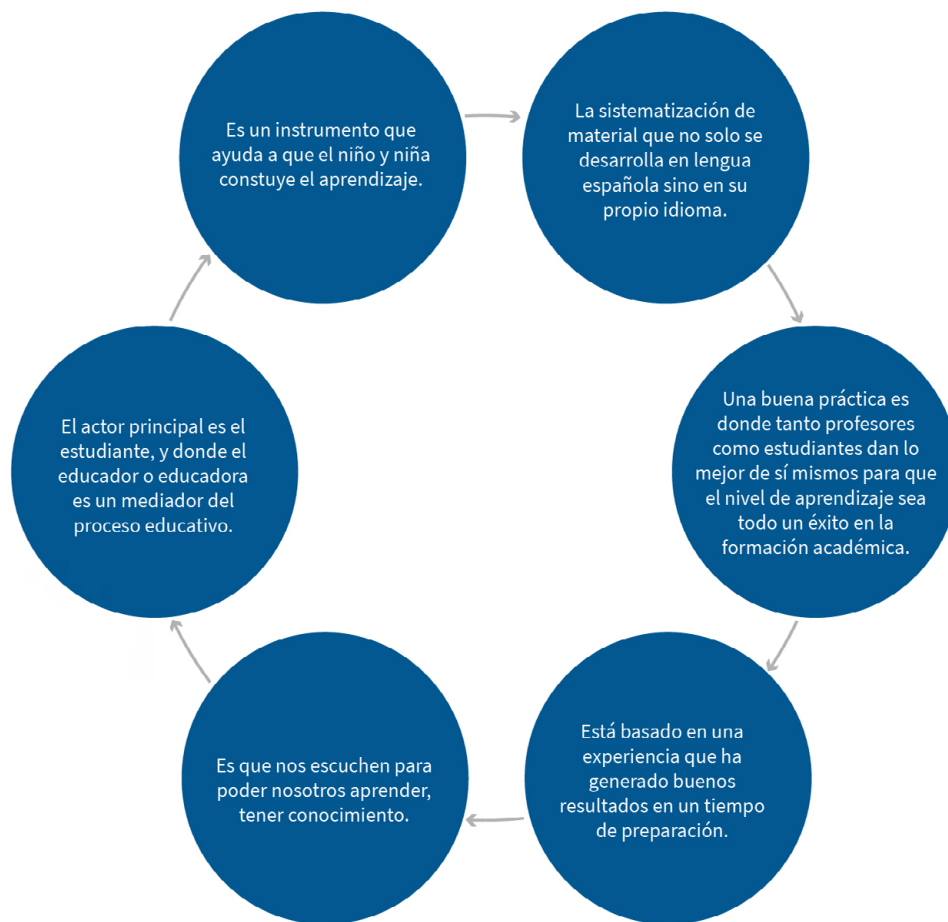 Es un instrumento que
ayuda a que el niño y niña
constuye el aprendizaje.
La sistematización de
material que no solo se
desarrolla en lengua
española sino en su
propio idioma.
Una buena práctica es
donde tanto profesores
como estudiantes dan lo
mejor de sí mismos para que
el nivel de aprendizaje sea
todo un éxito en la
formación académica.
Está basado en una
experiencia que ha
generado buenos
resultados en un tiempo
de preparación.
Es que nos escuchen para
poder nosotros aprender,
tener conocimiento.
El actor principal es el
estudiante, y donde el
educador o educadora
es un mediador del
proceso educativo.